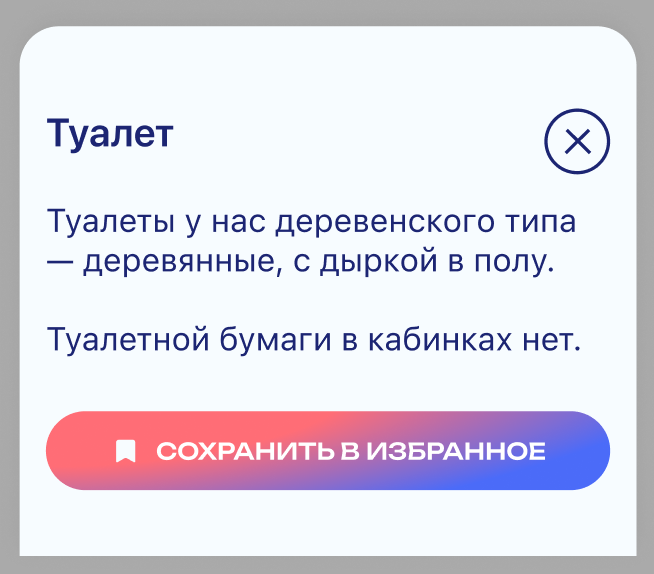 Туалет
Туалеты у нас деревенского типа
— деревянные, с дыркой в полу.
Туалетной бумаги в кабинках нет.
СОХРАНИТЬ В ИЗБРАННОЕ